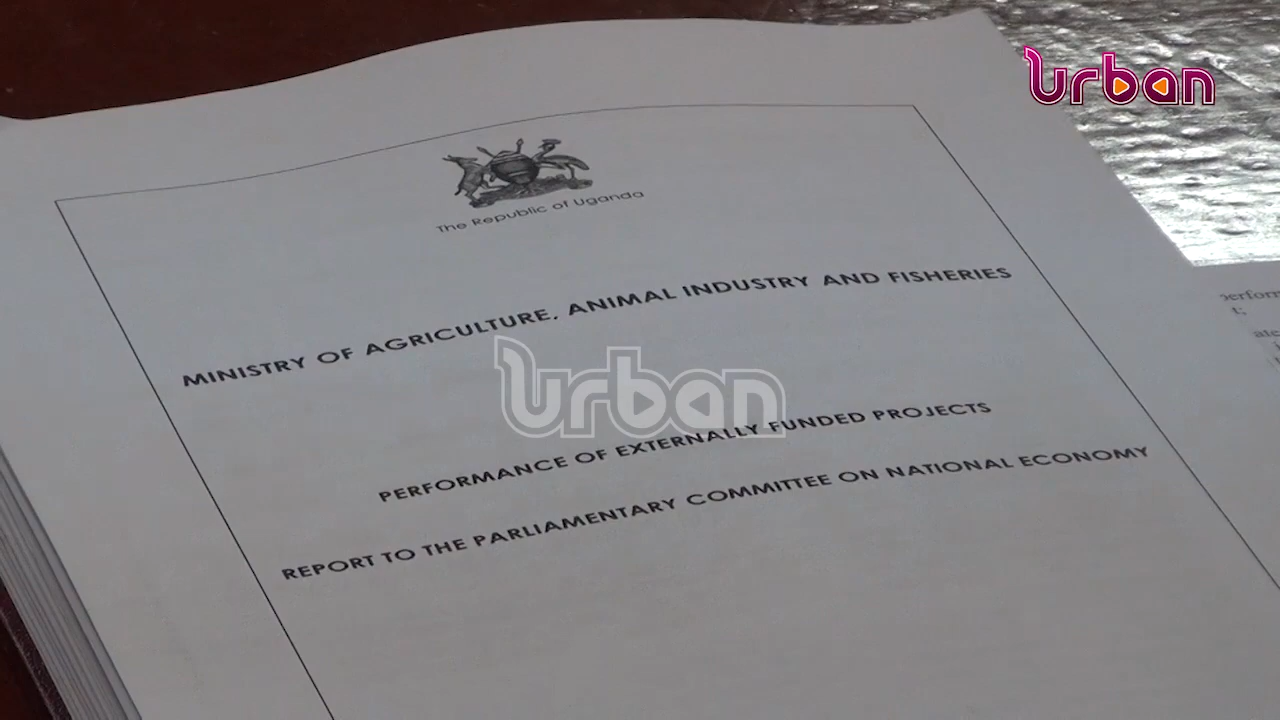 urban
The Republic of Uganda
MINISTRY OF AGRICULTURE, ANIMAL INDUSTRY AND FISHERIES
urban
PERFORMANCE OF EXTERNALLY FUNDED PROJECTS
REPORT TO THE PARLIAMENTARY COMMITTEE ON NATIONAL ECONOMY
t;